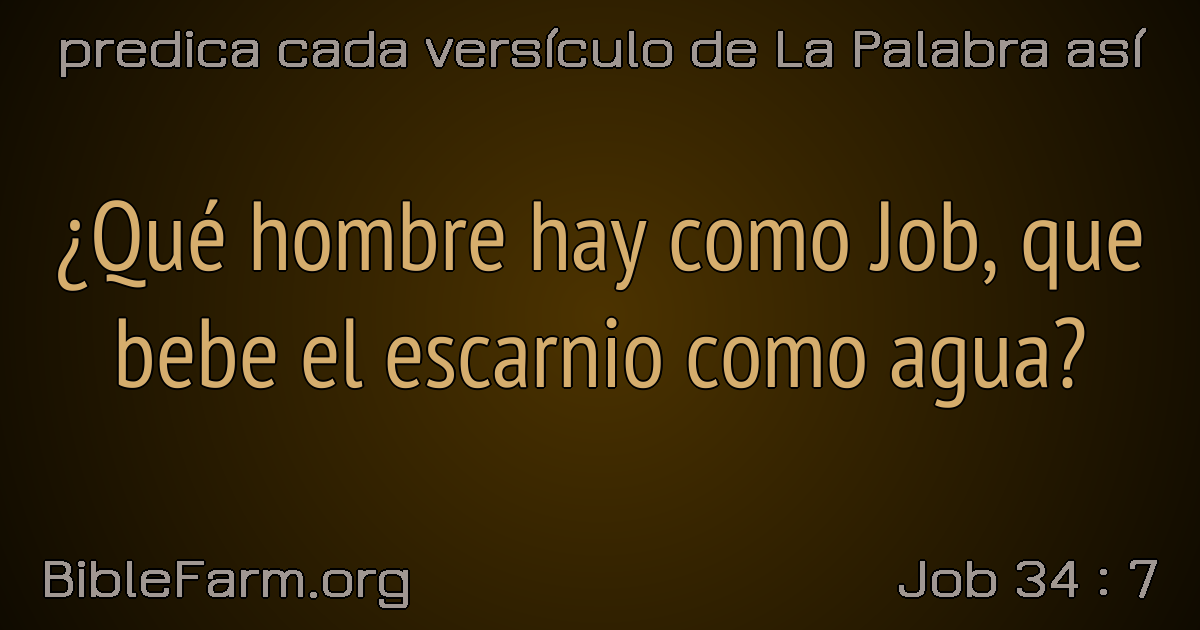 predica cada versículo de La Palabra así
¿Qué hombre hay como Job, que
bebe el escarnio como agua?
BibleFarm.org
Job 34 : 7